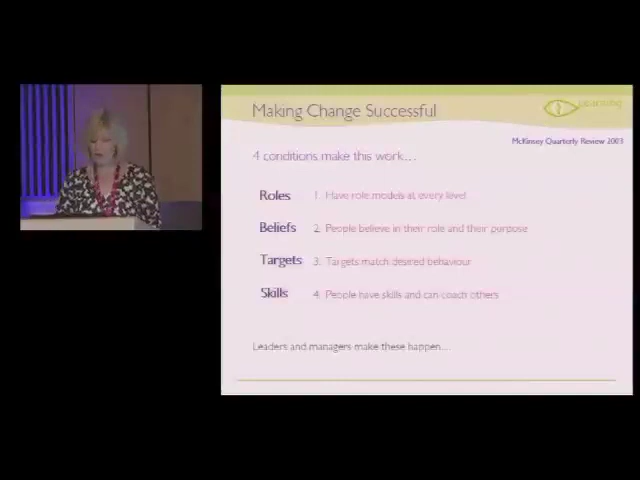 Making Change Successful
Learning
McKinsey Quarterly Review 2003
4 conditions make this work…
Roles 1. Have role models at every level
Beliefs 2. People believe in their role and their purpose
Targets 3. Targets match desired behaviour
Skills 4. People have skills and can coach others
Leaders and managers make these happen…